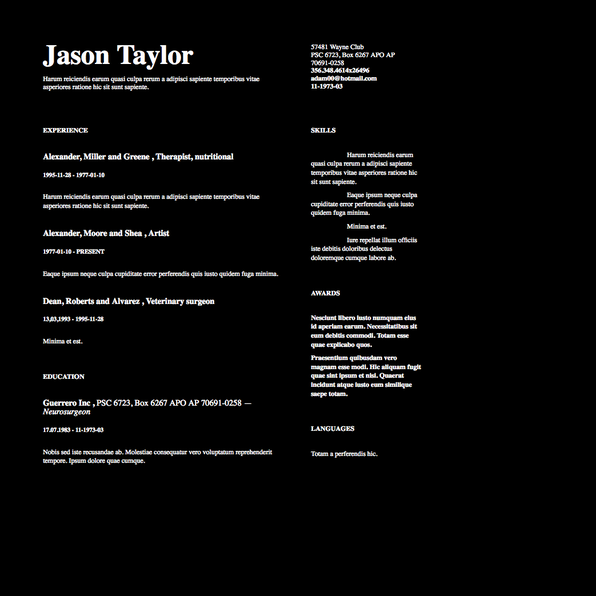 Jason Taylor
Harum reiciendis earum quasi culpa rerum a adipisci sapiente temporibus vitae
asperiores ratione hic sit sunt sapiente.
57481 Wayne Club
PSC 6723, Box 6267 APO AP
70691-0258
356.348.4614x26496
adam00@hotmail.com
11-1973-03
EXPERIENCE
Alexander, Miller and Greene , Therapist, nutritional
1995-11-28 - 1977-01-10
Harum reiciendis earum quasi culpa rerum a adipisci sapiente temporibus vitae
asperiores ratione hic sit sunt sapiente.
Alexander, Moore and Shea , Artist
1977-01-10 - PRESENT
Eaque ipsum neque culpa cupiditate error perferendis quis iusto quidem fuga minima.
Dean, Roberts and Alvarez , Veterinary surgeon
13,03,1993 - 1995-11-28
Minima et est.
EDUCATION
Guerrero Inc , PSC 6723, Box 6267 APO AP 70691-0258 —
Neurosurgeon
17.07.1983 - 11-1973-03
Nobis sed iste recusandae ab. Molestiae consequatur vero voluptatum reprehenderit
tempore. Ipsum dolore quae cumque.
SKILLS
Harum reiciendis earum
quasi culpa rerum a adipisci sapiente
temporibus vitae asperiores ratione hic
sit sunt sapiente.
Eaque ipsum neque culpa
cupiditate error perferendis quis iusto
quidem fuga minima.
Minima et est.
Iure repellat illum officiis
iste debitis doloribus delectus
doloremque cumque labore ab.
AWARDS
Nesciunt libero iusto numquam eius
id aperiam earum. Necessitatibus sit
eum debitis commodi. Totam esse
quae explicabo quos.
Praesentium quibusdam vero
magnam esse modi. Hic aliquam fugit
quae sint ipsum et nisi. Quaerat
incidunt atque iusto eum similique
saepe totam.
LANGUAGES
Totam a perferendis hic.